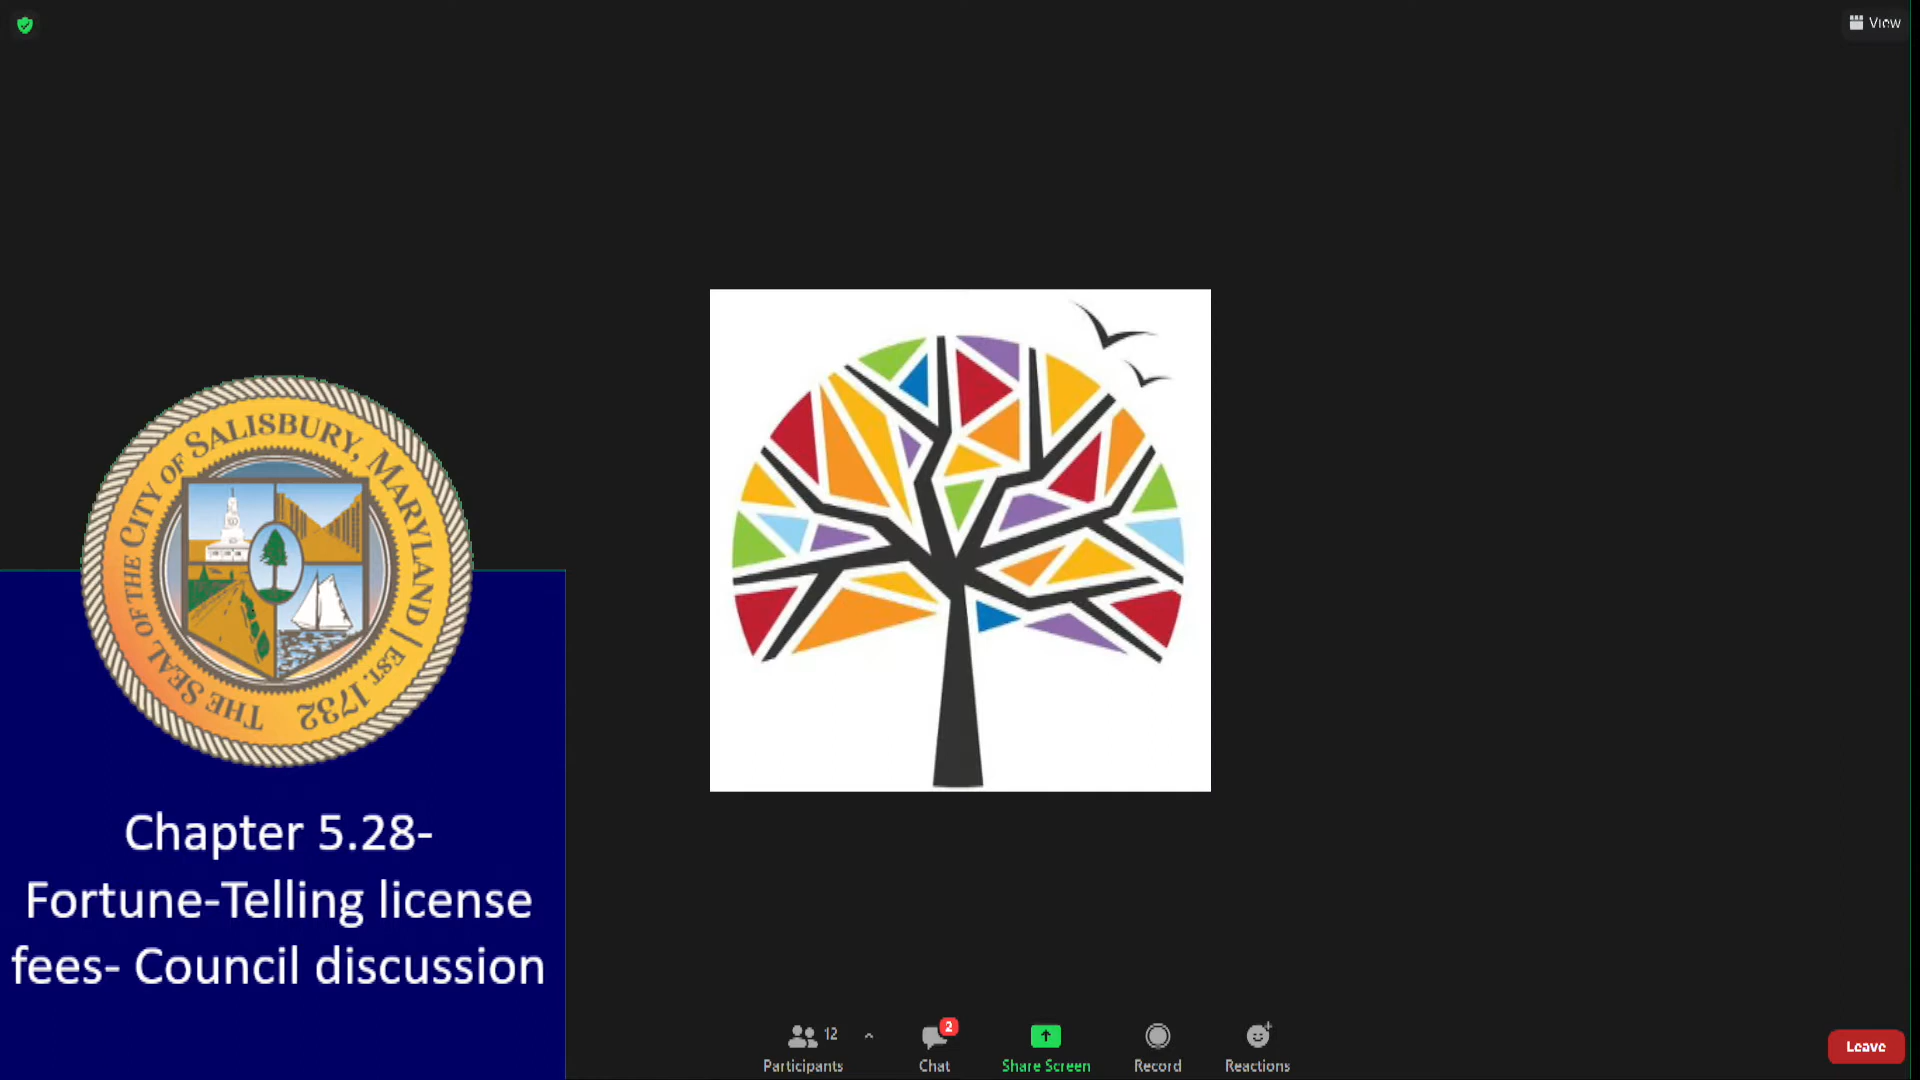 View
THE SEAL OF THE CITY OF SALISBURY, MARYLAND | EST. 1732
Chapter 5.28-
Fortune-Telling license
fees- Council discussion
12
2
Participants
Chat
Share Screen
Record
Reactions
Leave